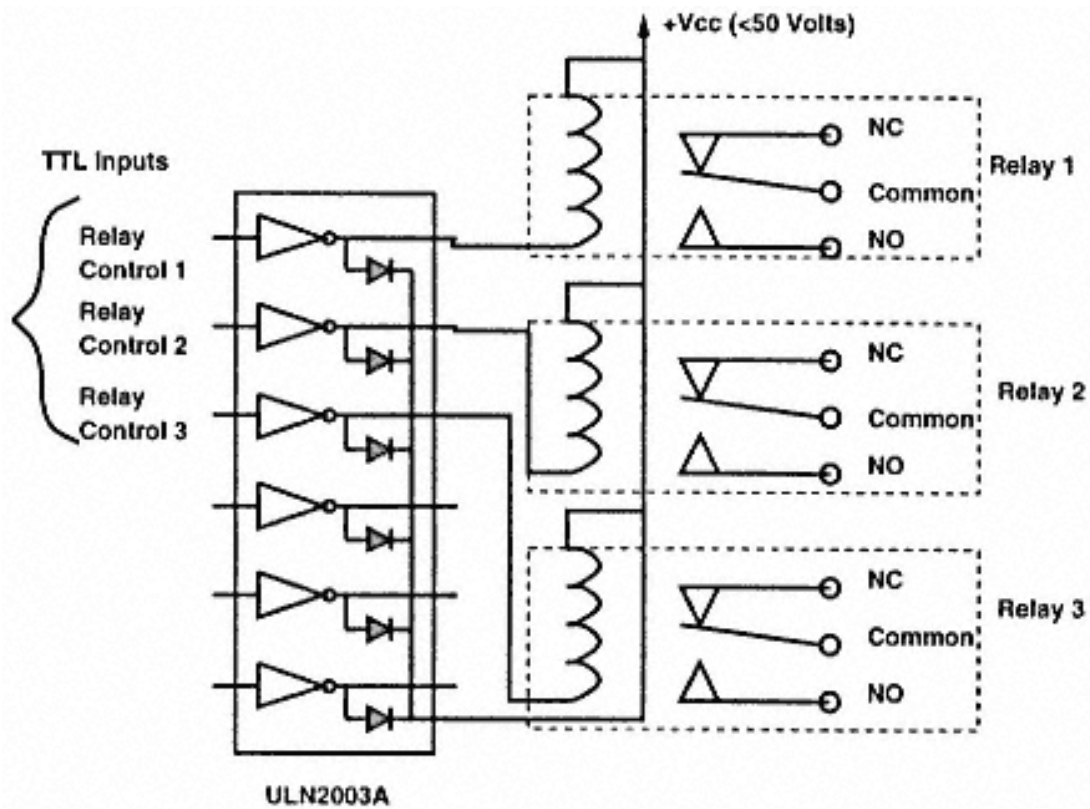 +Vcc (<50 Volts)
TTL Inputs
Relay
Control 1
Relay
Control 2
Relay
Control 3
NC
Common
NO
Relay 1
NC
Common
NO
Relay 2
NC
Common
NO
Relay 3
ULN2003A